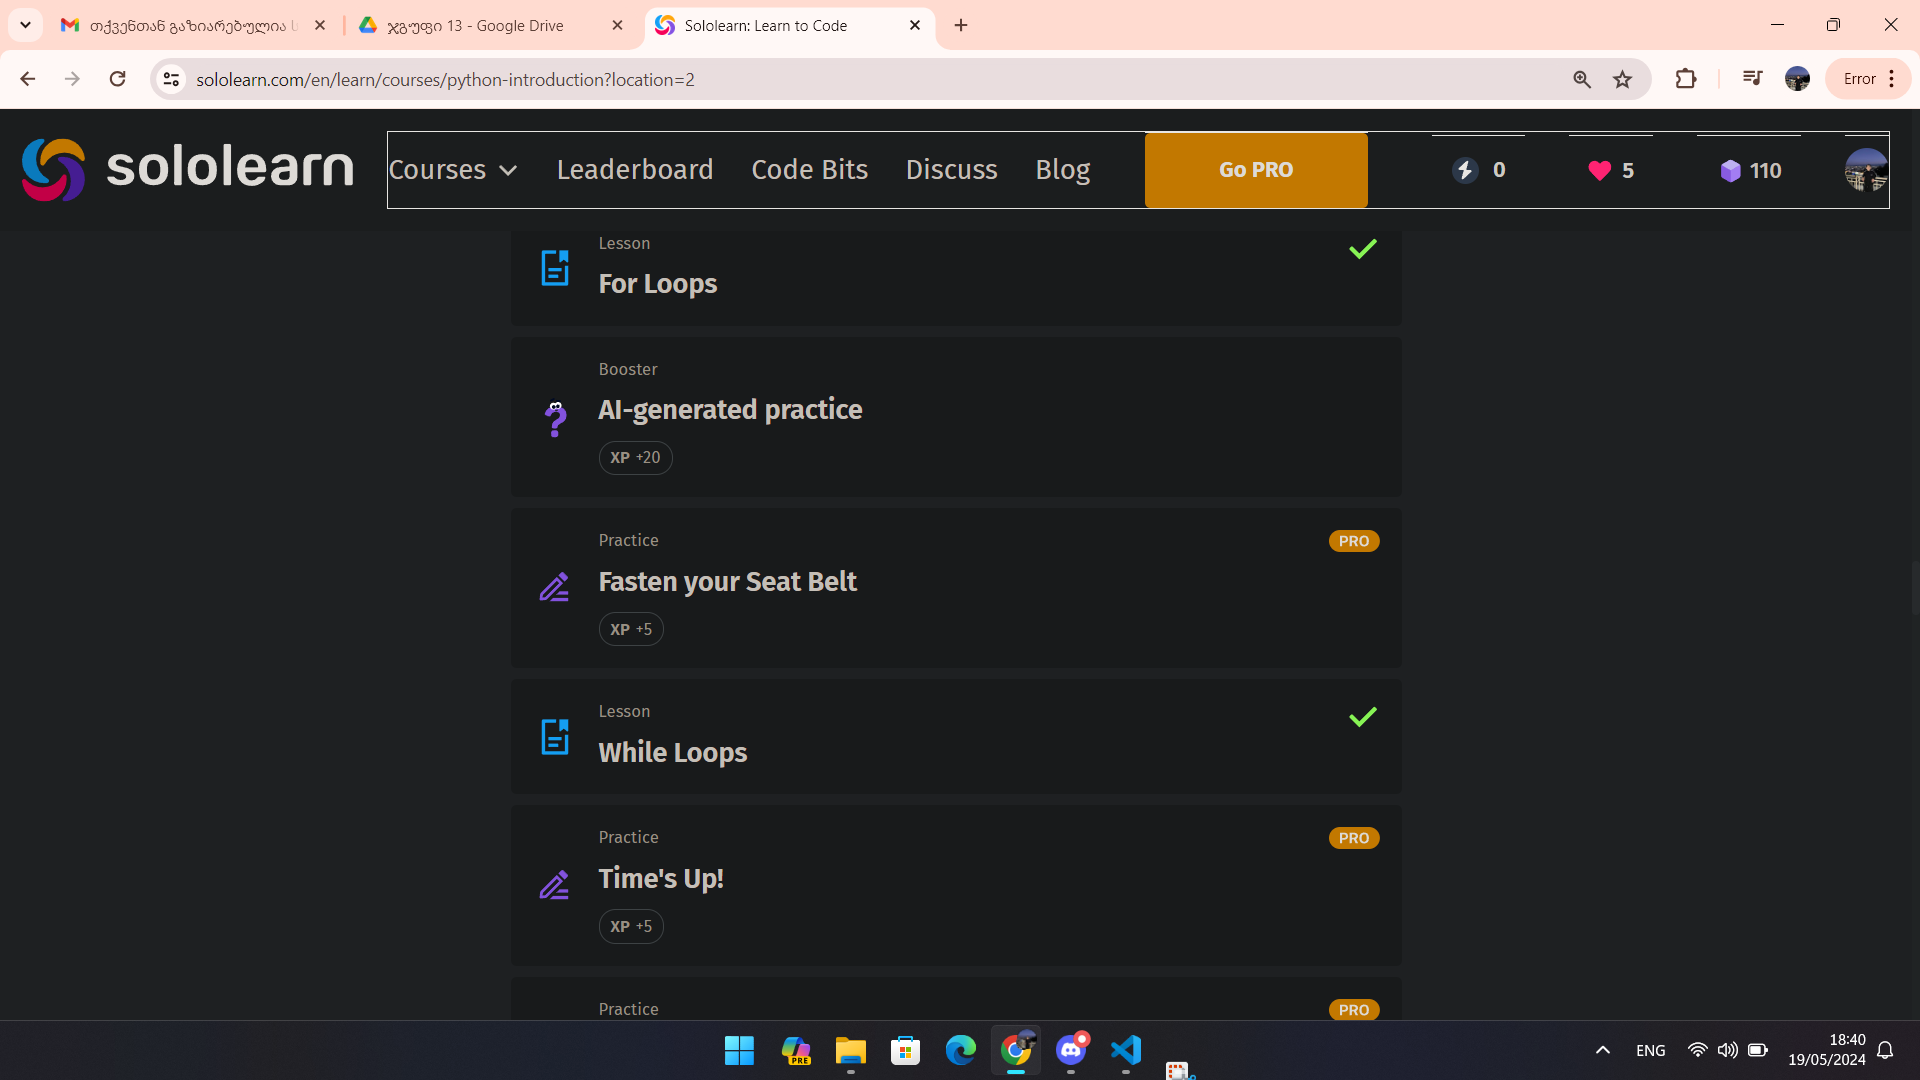 თქვენთან გაზიარებულია
ჯგუფი 13 - Google Drive
Sololearn: Learn to Code
sololearn.com/en/learn/courses/python-introduction?location=2
Error
sololearn
Courses
Leaderboard
Code Bits
Discuss
Blog
Go PRO
0
5
110
Lesson
For Loops
Booster
AI-generated practice
XP +20
Practice
PRO
Fasten your Seat Belt
XP +5
Lesson
While Loops
Practice
PRO
Time's Up!
XP +5
Practice
PRO
PRE
ENG
18:40
19/05/2024